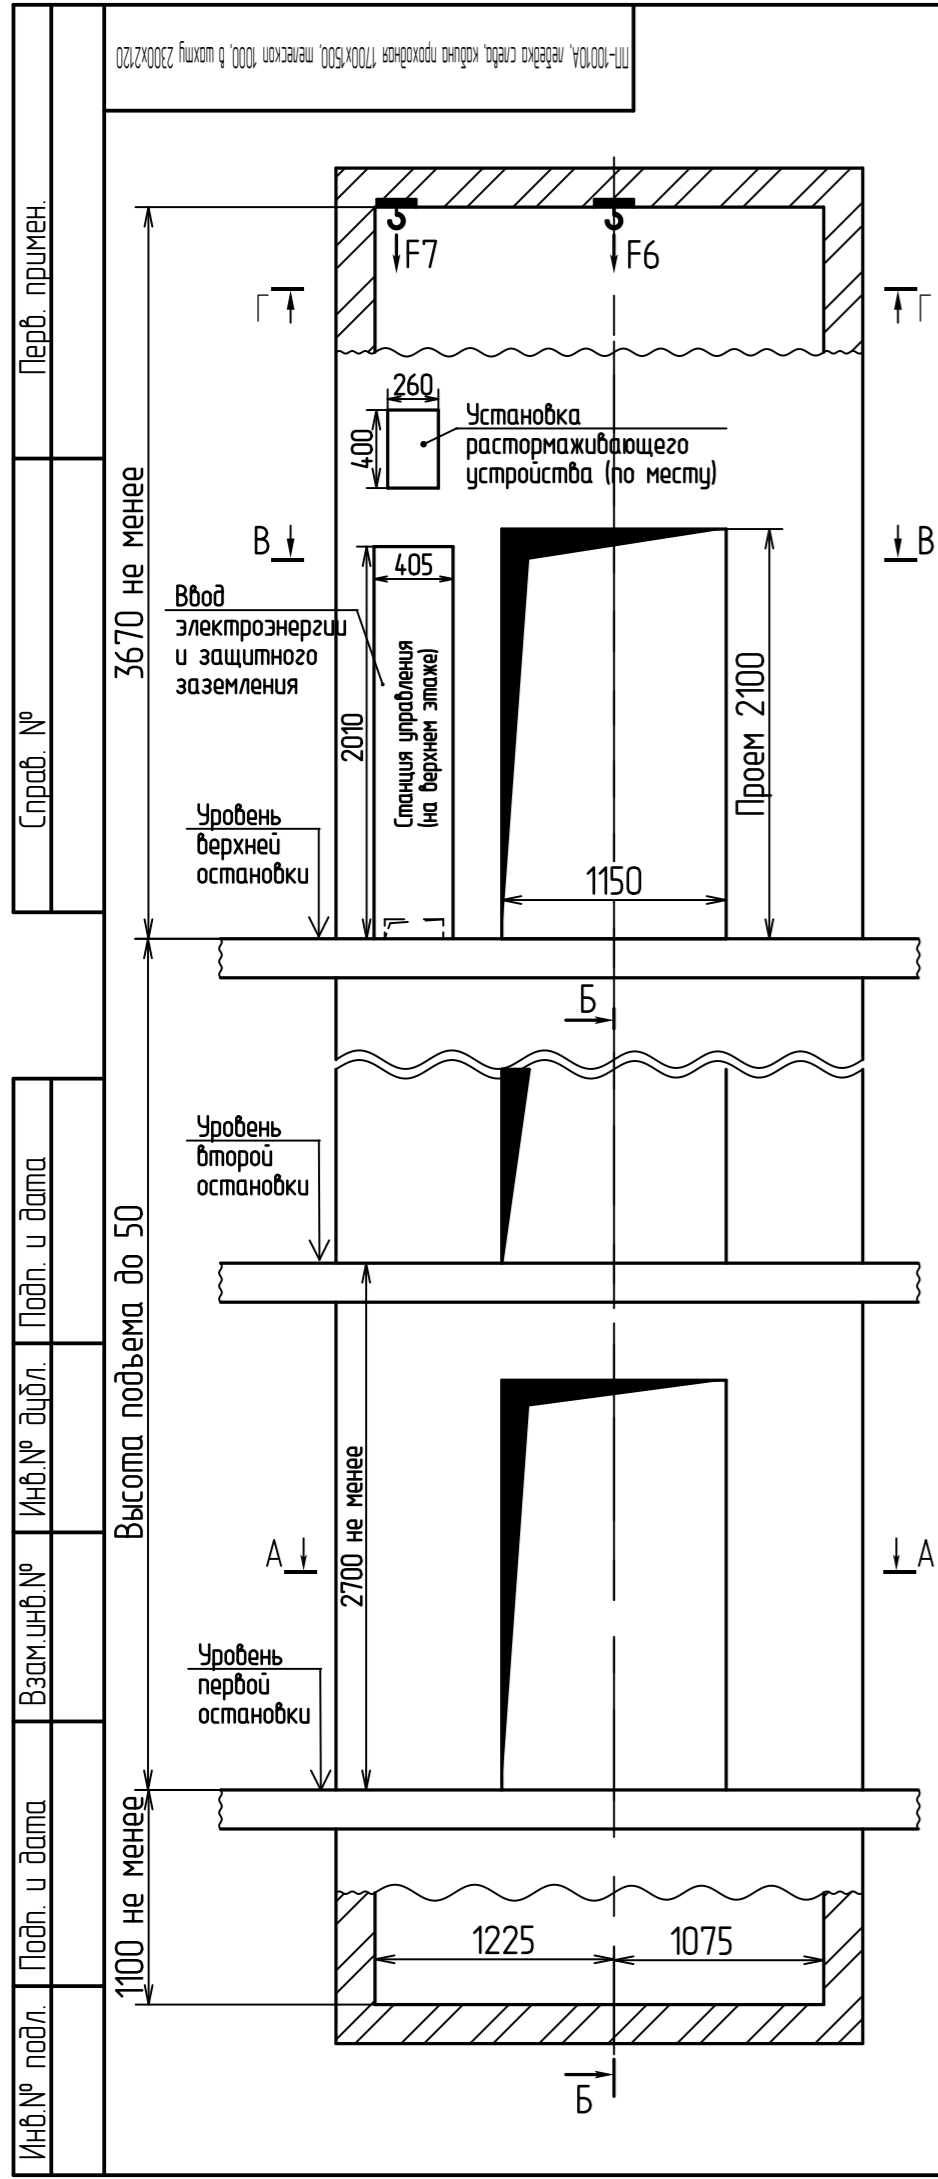 ПП-10010А, лебедка слева, кабина проходная 1700х1500, телескоп 1000, в шахту 2300х2120
Перв. примен.
Справ. №
Подп. и дата
Инв.№ дубл.
Взам.инв.№
Подп. и дата
Инв.№ подл.
F7
F6
Г
Г
260
400
Установка
растормаживающего
устройства (по месту)
3670 не менее
В
В
405
Ввод
электроэнергии
и защитного
заземления
2010
Станция управления
(на верхнем этаже)
Проем 2100
Уровень
верхней
остановки
1150
Б
Уровень
второй
остановки
Высота подъема до 50
2700 не менее
А
А
Уровень
первой
остановки
1100 не менее
1225
1075
Б